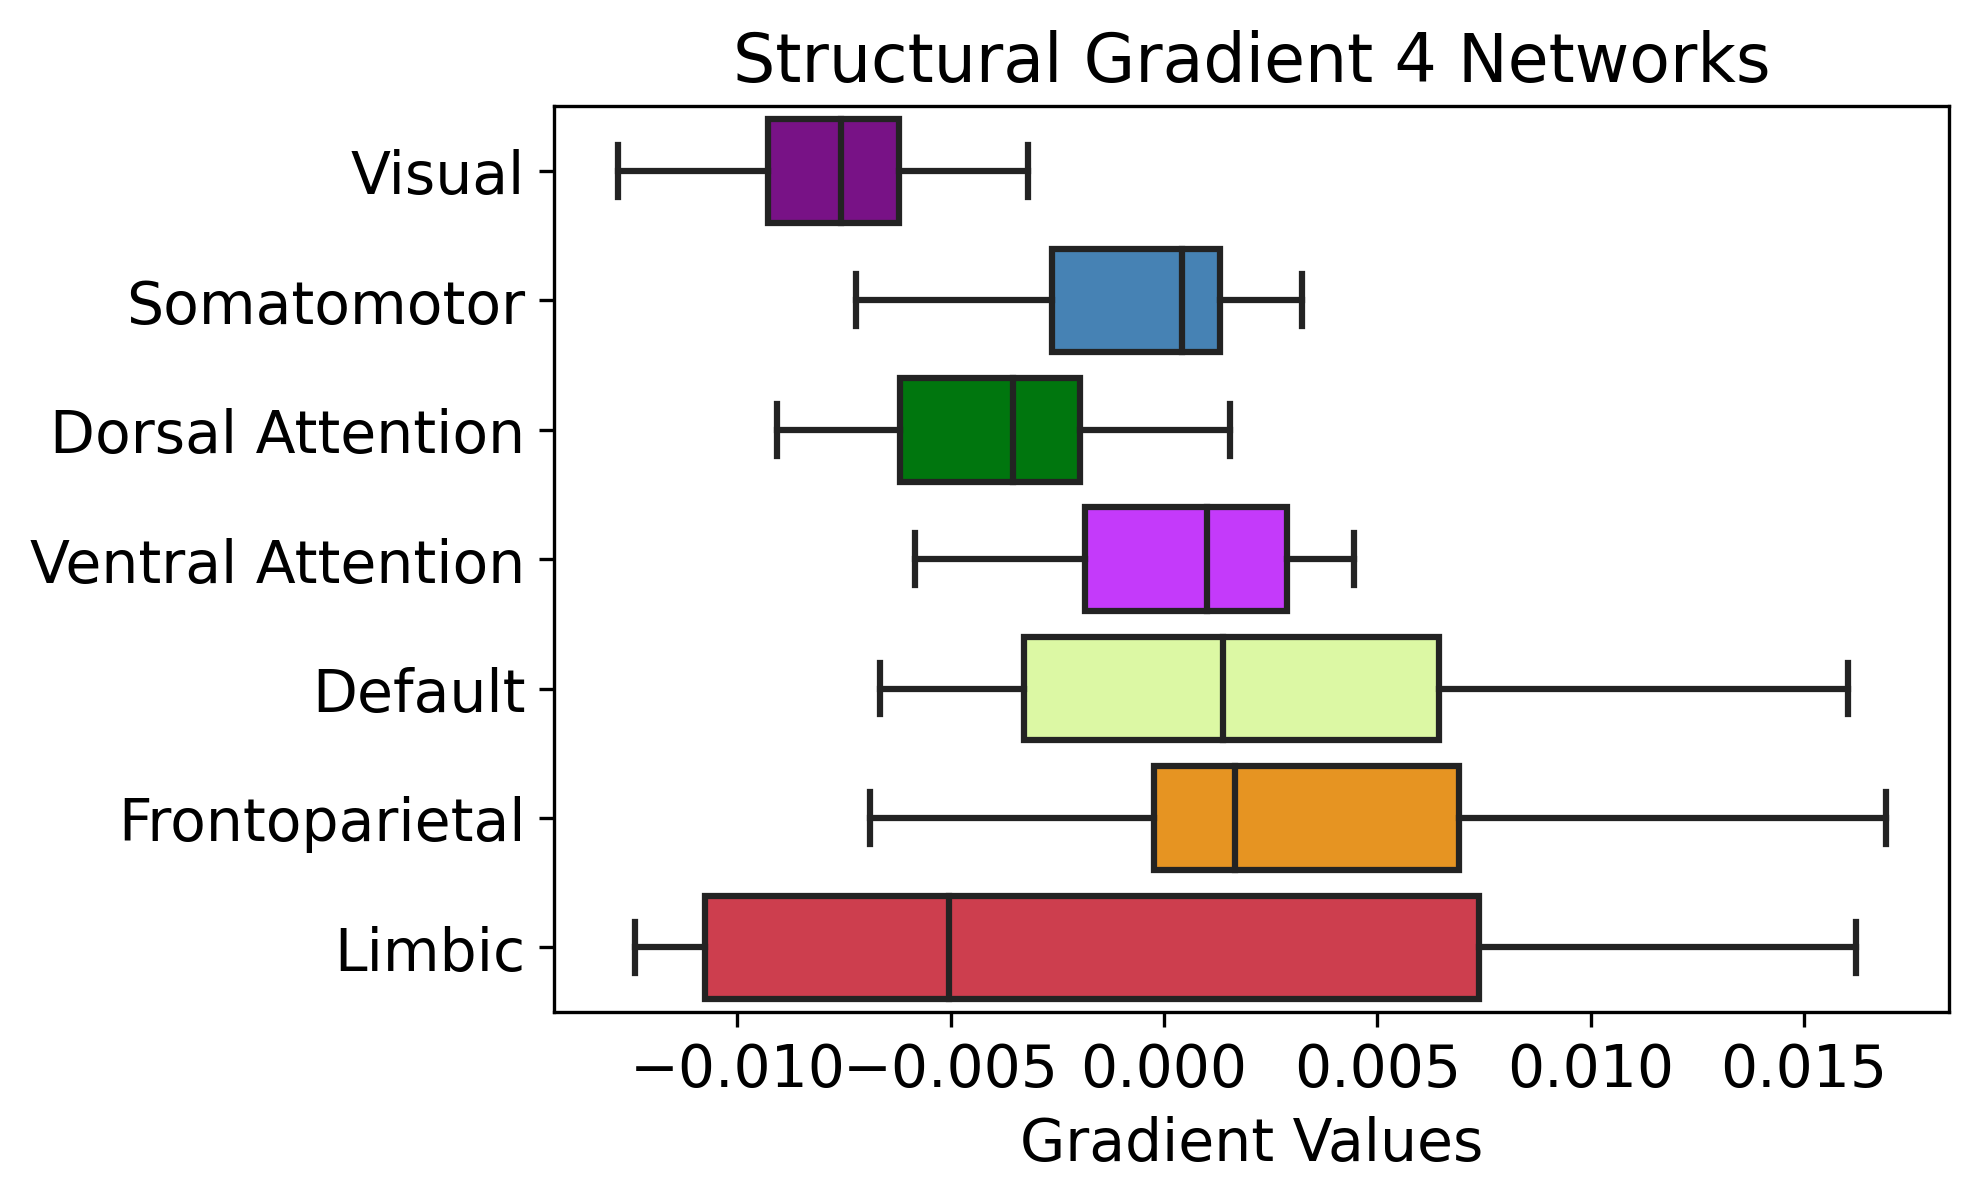 Structural Gradient 4 Networks
Visual
Somatomotor
Dorsal Attention
Ventral Attention
Default
Frontoparietal
Limbic
−0.010 −0.005 0.000 0.005 0.010 0.015
Gradient Values